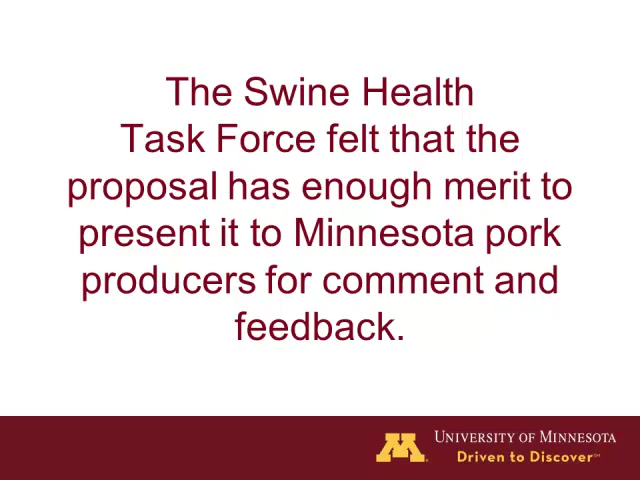 The Swine Health
Task Force felt that the
proposal has enough merit to
present it to Minnesota pork
producers for comment and
feedback.
M
UNIVERSITY OF MINNESOTA
Driven to Discover℠